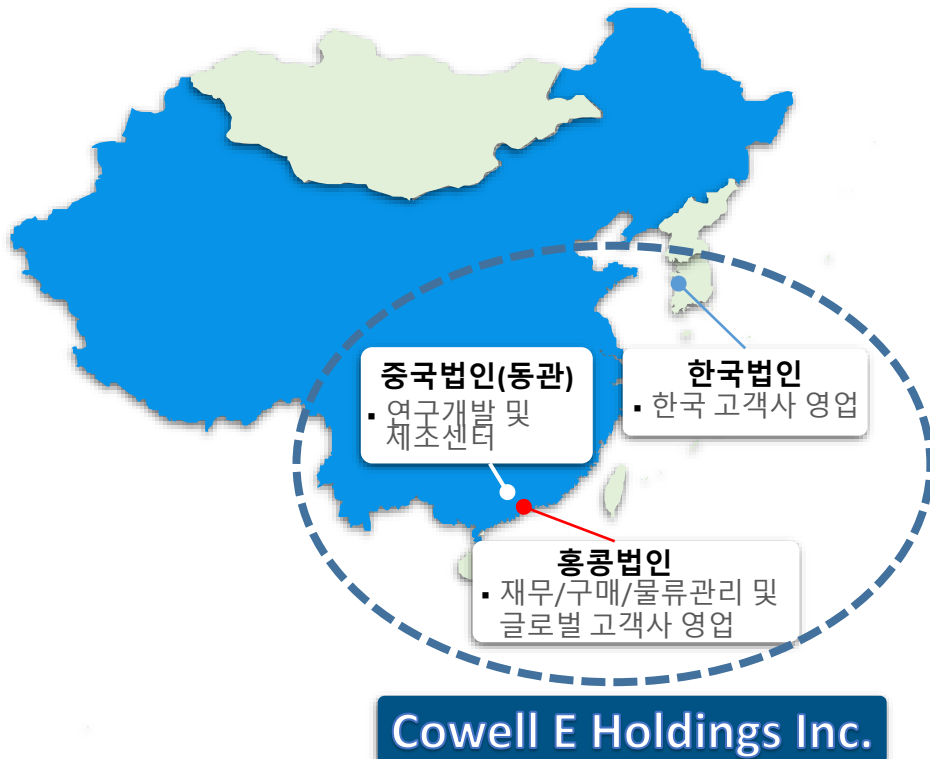 중국법인(동관)
▪ 연구개발 및
제조센터
한국법인
▪ 한국 고객사 영업
홍콩법인
▪ 재무/구매/물류관리 및
글로벌 고객사 영업
Cowell E Holdings Inc.